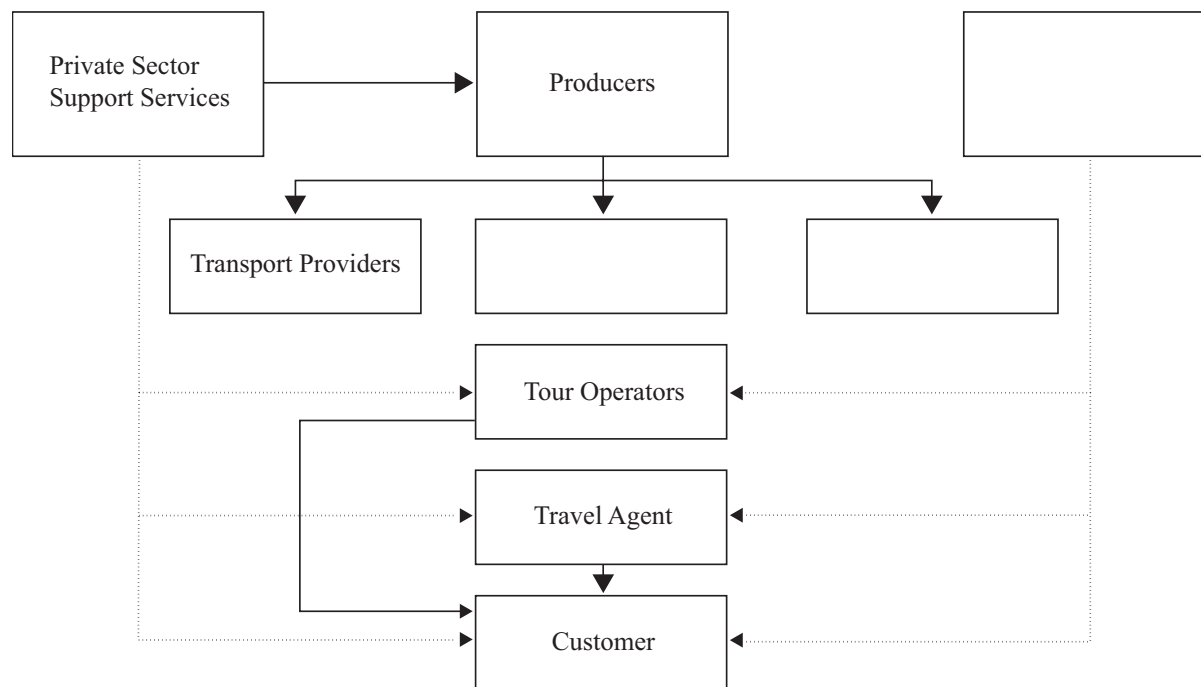 Private Sector
Support Services
Producers
Transport Providers
Tour Operators
Travel Agent
Customer